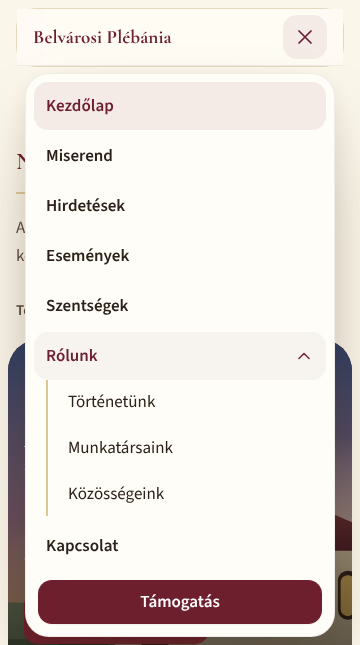 Belvárosi Plébánia
Kezdőlap
Miserend
Hirdetések
Események
Szentségek
Rólunk
Történetünk
Munkatársaink
Közösségeink
Kapcsolat
Támogatás